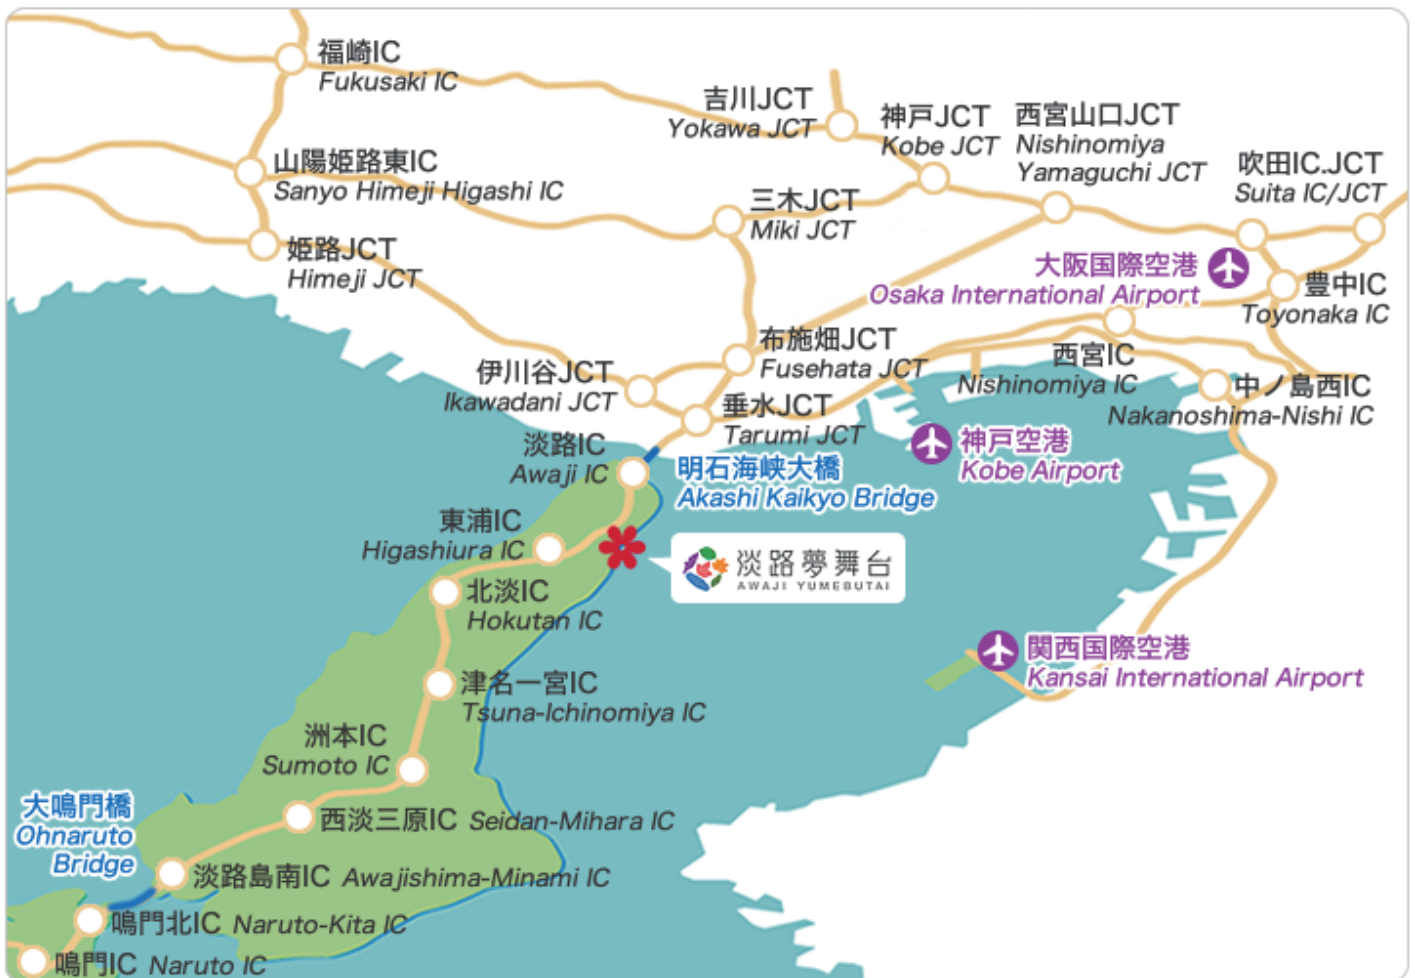 福崎IC
Fukusaki IC
吉川JCT
Yokawa JCT
神戸JCT
Kobe JCT
西宮山口JCT
Nishinomiya
Yamaguchi JCT
吹田IC.JCT
Suita IC/JCT
山陽姫路東IC
Sanyo Himeji Higashi IC
三木JCT
Miki JCT
姫路JCT
Himeji JCT
大阪国際空港
Osaka International Airport
豊中IC
Toyonaka IC
布施畑JCT
Fusehata JCT
西宮IC
Nishinomiya IC
伊川谷JCT
Ikawadani JCT
中ノ島西IC
Nakanoshima-Nishi IC
垂水JCT
Tarumi JCT
淡路IC
Awaji IC
明石海峡大橋
Akashi Kaikyo Bridge
神戸空港
Kobe Airport
東浦IC
Higashiura IC
淡路夢舞台
AWAJI YUMEBUTAI
北淡IC
Hokutan IC
関西国際空港
Kansai International Airport
津名一宮IC
Tsuna-Ichinomiya IC
洲本IC
Sumoto IC
大鳴門橋
Ohnaruto
Bridge
西淡三原IC Seidan-Mihara IC
淡路島南IC Awajishima-Minami IC
鳴門北IC Naruto-Kita IC
鳴門IC Naruto IC